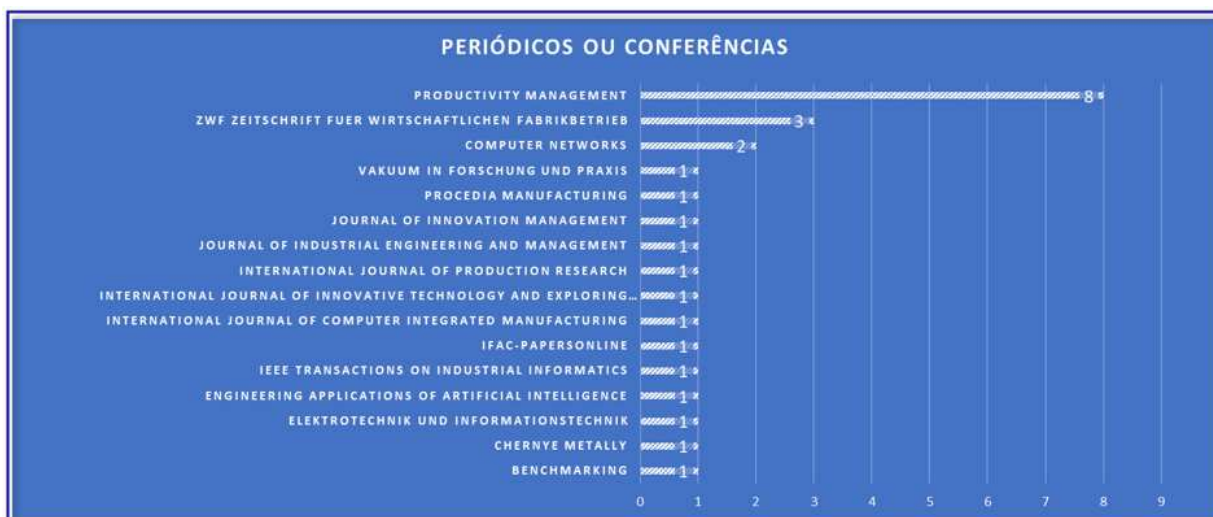 PERIÓDICOS OU CONFERÊNCIAS
PRODUCTIVITY MANAGEMENT 8
ZWF ZEITSCHRIFT FUER WIRTSCHAFTLICHEN FABRIKBETRIEB 3
COMPUTER NETWORKS 2
VAKUUM IN FORSCHUNG UND PRAXIS 1
PROCEDIA MANUFACTURING 1
JOURNAL OF INNOVATION MANAGEMENT 1
JOURNAL OF INDUSTRIAL ENGINEERING AND MANAGEMENT 1
INTERNATIONAL JOURNAL OF PRODUCTION RESEARCH 1
INTERNATIONAL JOURNAL OF INNOVATIVE TECHNOLOGY AND EXPLORING... 1
INTERNATIONAL JOURNAL OF COMPUTER INTEGRATED MANUFACTURING 1
IFAC-PAPERSONLINE 1
IEEE TRANSACTIONS ON INDUSTRIAL INFORMATICS 1
ENGINEERING APPLICATIONS OF ARTIFICIAL INTELLIGENCE 1
ELEKTROTECHNIK UND INFORMATIONSTECHNIK 1
CHERNYE METALLY 1
BENCHMARKING 1
0 1 2 3 4 5 6 7 8 9